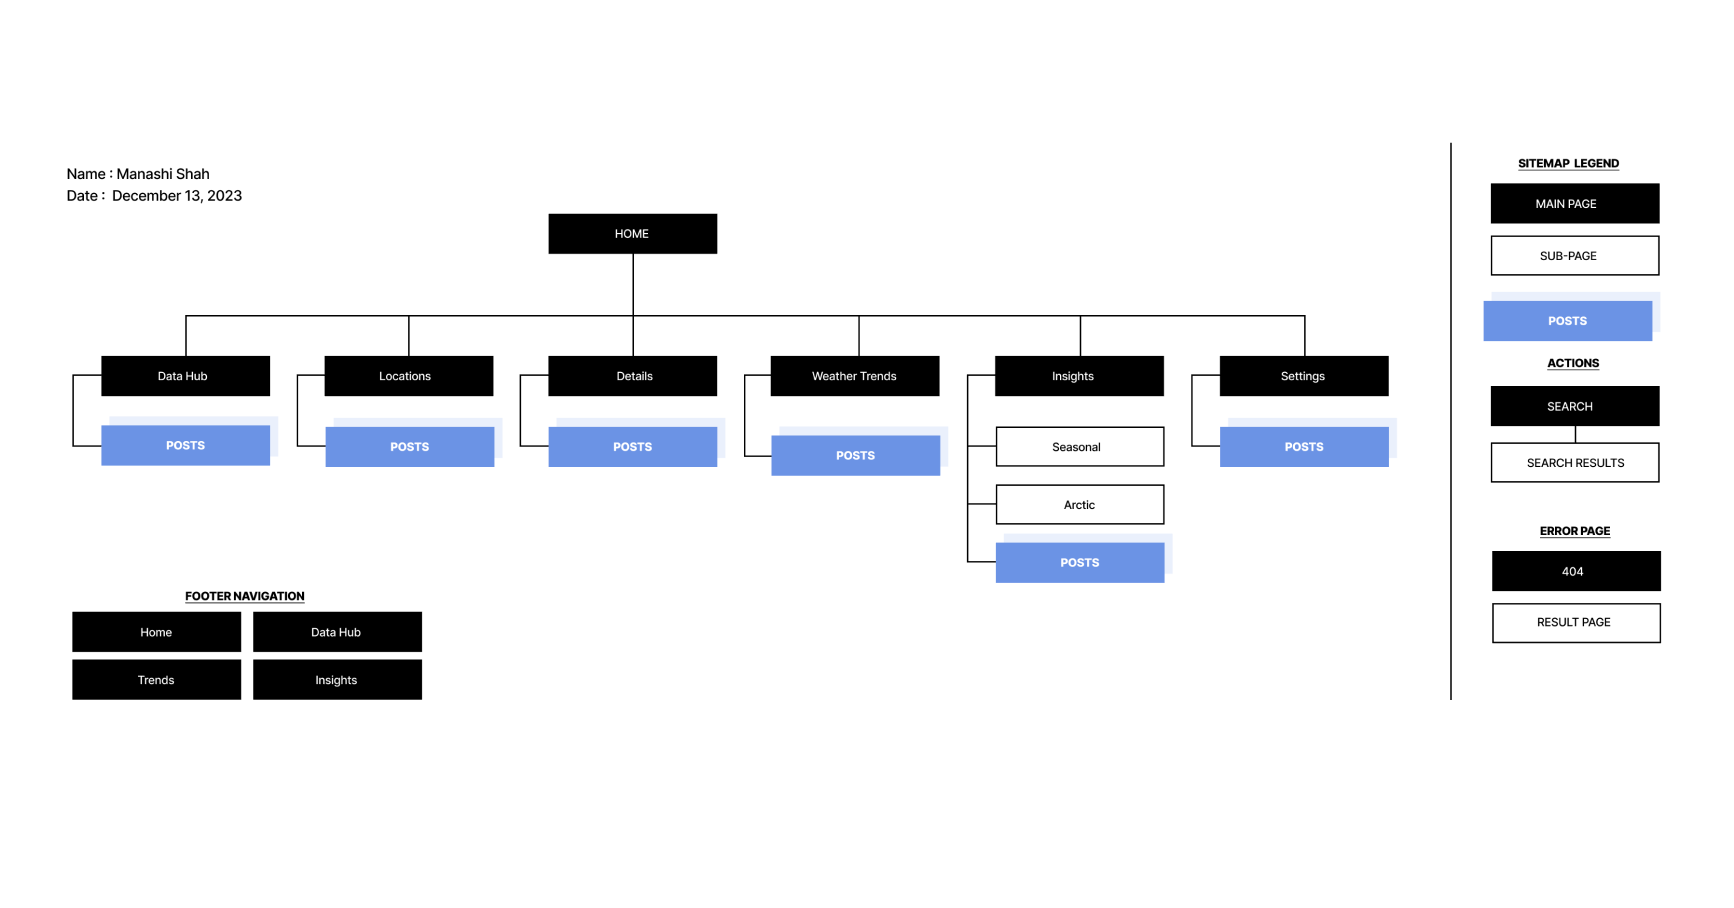 Name : Manashi Shah
Date : December 13, 2023
HOME
Data Hub
Locations
Details
Weather Trends
Insights
Settings
POSTS
POSTS
POSTS
POSTS
Seasonal
Arctic
POSTS
POSTS
FOOTER NAVIGATION
Home
Data Hub
Trends
Insights
SITEMAP LEGEND
MAIN PAGE
SUB-PAGE
POSTS
ACTIONS
SEARCH
SEARCH RESULTS
ERROR PAGE
404
RESULT PAGE